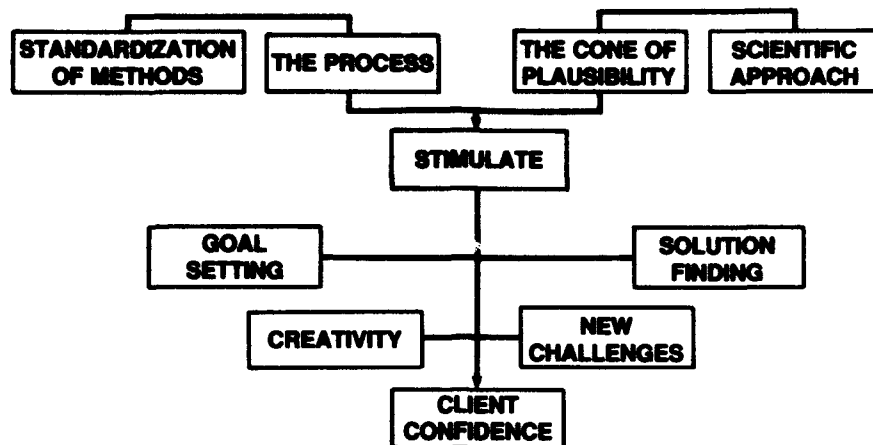 STANDARDIZATION
OF METHODS
THE PROCESS
THE CONE OF
PLAUSIBILITY
SCIENTIFIC
APPROACH
STIMULATE
GOAL
SETTING
SOLUTION
FINDING
CREATIVITY
NEW
CHALLENGES
CLIENT
CONFIDENCE